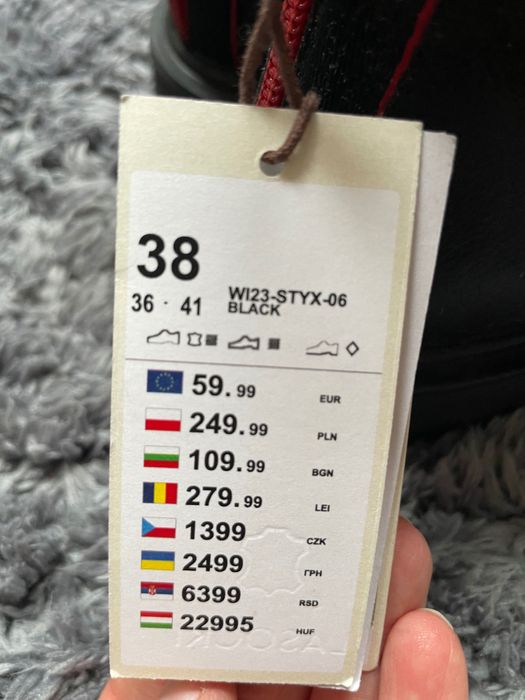 38
36 · 41 WI23-STYX-06
BLACK
59.99 EUR
249.99 PLN
109.99 BGN
279.99 LEI
1399 CZK
2499 ГРН
6399 RSD
22995 HUF
LASOCKI